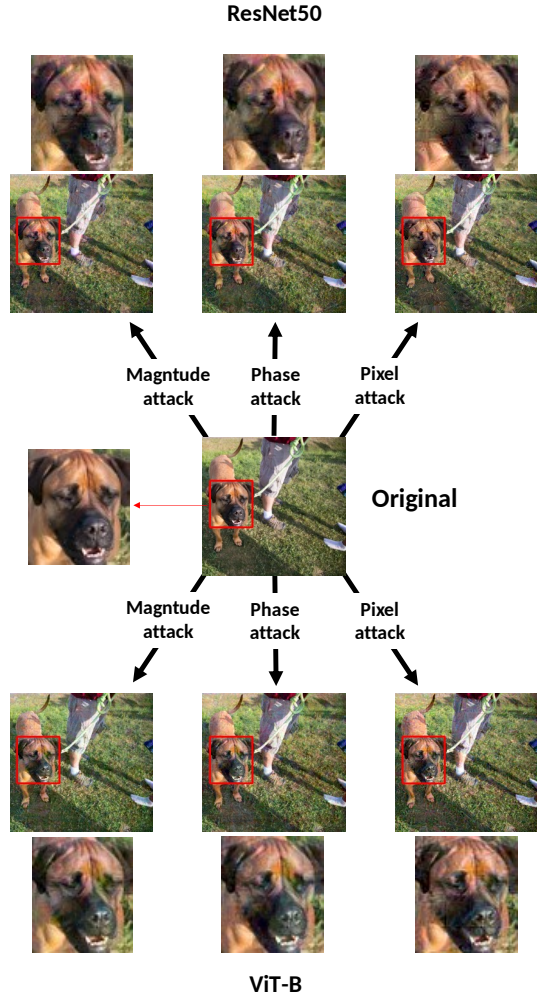 ResNet50
Magntude
attack
Phase
attack
Pixel
attack
Original
Magntude
attack
Phase
attack
Pixel
attack
ViT-B